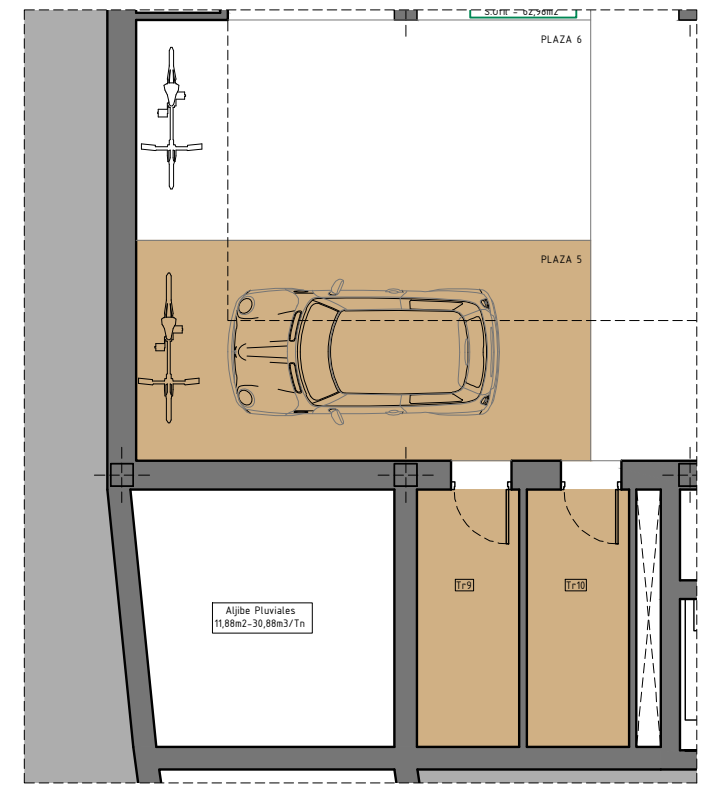 PLAZA 6
PLAZA 5
Tr9
Tr10
Aljibe Pluviales
11,88m2-30,88m3/Tn